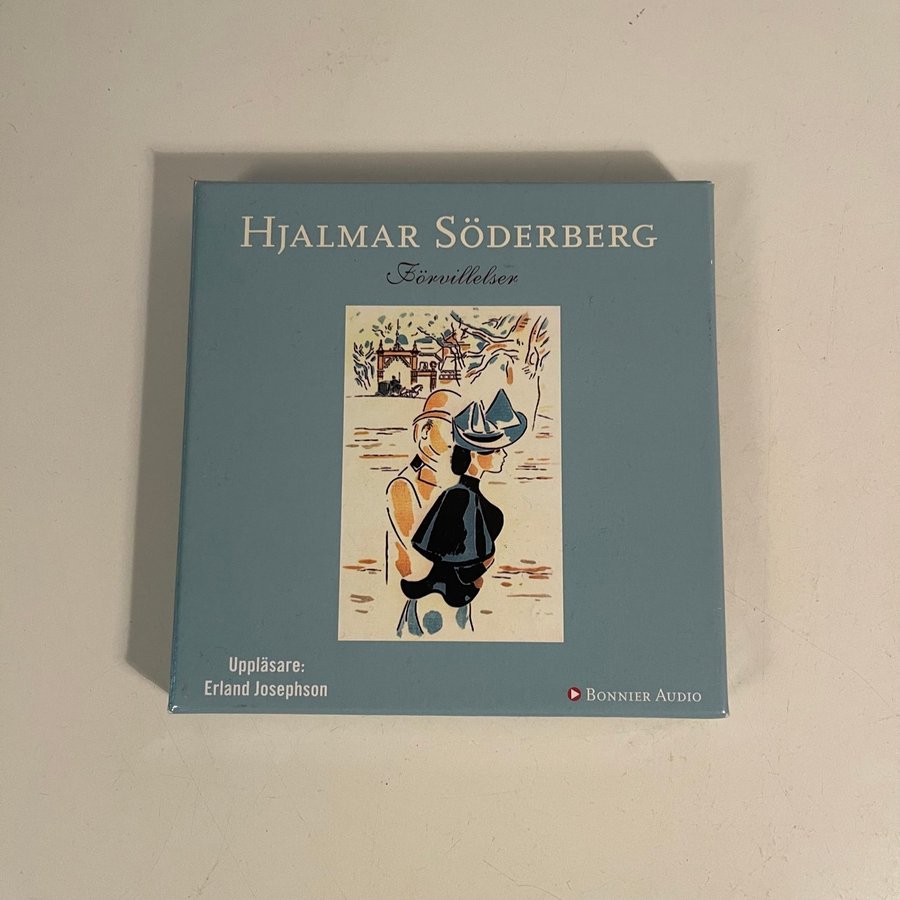 Hjalmar Söderberg
Förvillelser
Uppläsare:
Erland Josephson
Bonnier Audio